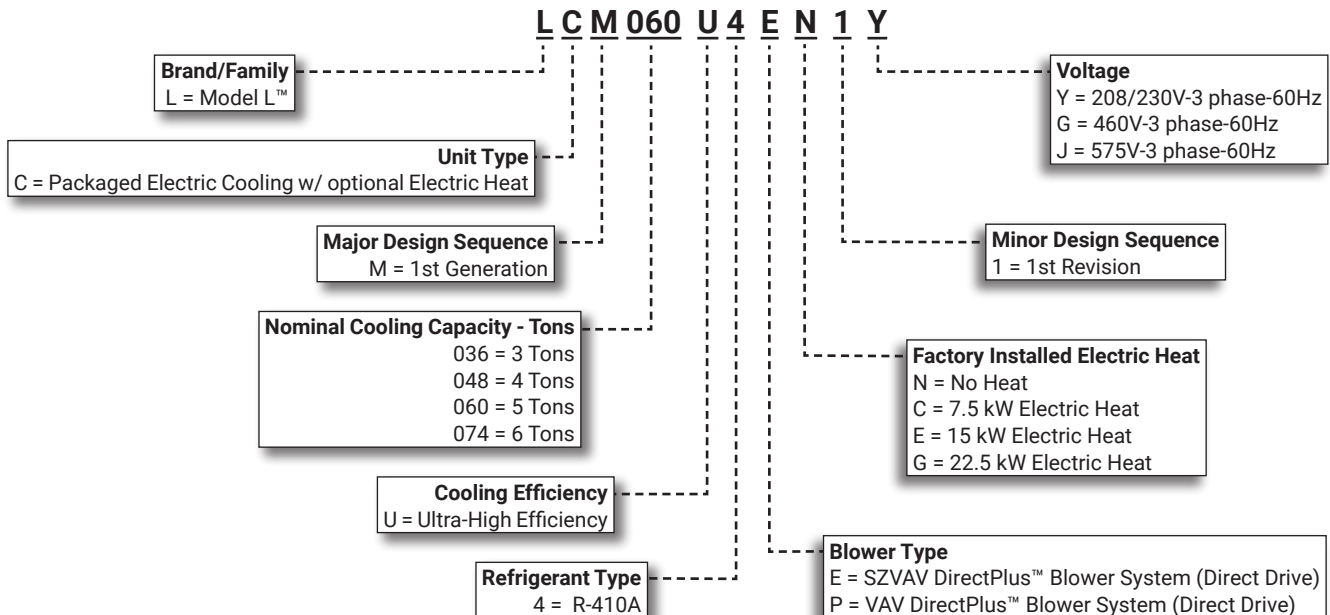 L C M 060 U 4 E N 1 Y
Brand/Family
L = Model L™
Unit Type
C = Packaged Electric Cooling w/ optional Electric Heat
Major Design Sequence
M = 1st Generation
Nominal Cooling Capacity - Tons
036 = 3 Tons
048 = 4 Tons
060 = 5 Tons
074 = 6 Tons
Cooling Efficiency
U = Ultra-High Efficiency
Refrigerant Type
4 = R-410A
Voltage
Y = 208/230V-3 phase-60Hz
G = 460V-3 phase-60Hz
J = 575V-3 phase-60Hz
Minor Design Sequence
1 = 1st Revision
Factory Installed Electric Heat
N = No Heat
C = 7.5 kW Electric Heat
E = 15 kW Electric Heat
G = 22.5 kW Electric Heat
Blower Type
E = SZVAV DirectPlus™ Blower System (Direct Drive)
P = VAV DirectPlus™ Blower System (Direct Drive)